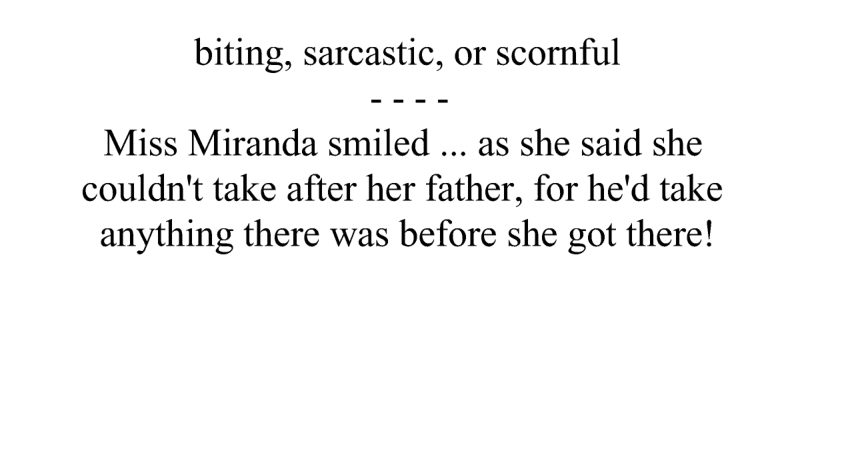 biting, sarcastic, or scornful
- - - -
Miss Miranda smiled ... as she said she
couldn't take after her father, for he'd take
anything there was before she got there!